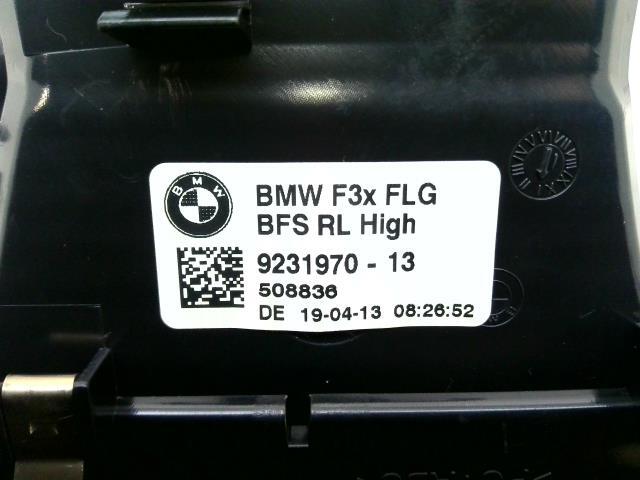 BMW
BMW F3x FLG
BFS RL High
9231970 - 13
508836
DE 19-04-13 08:26:52